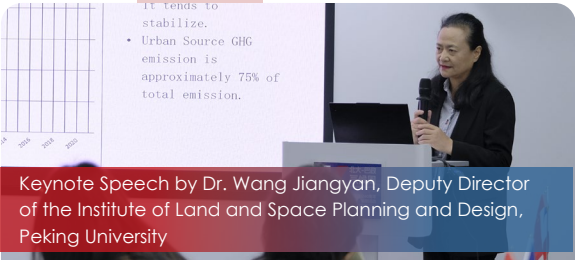 It tends to
stabilize.
• Urban Source GHG
emission is
approximately 75% of
total emission.
2016
2018
2020
Keynote Speech by Dr. Wang Jiangyan, Deputy Director
of the Institute of Land and Space Planning and Design,
Peking University